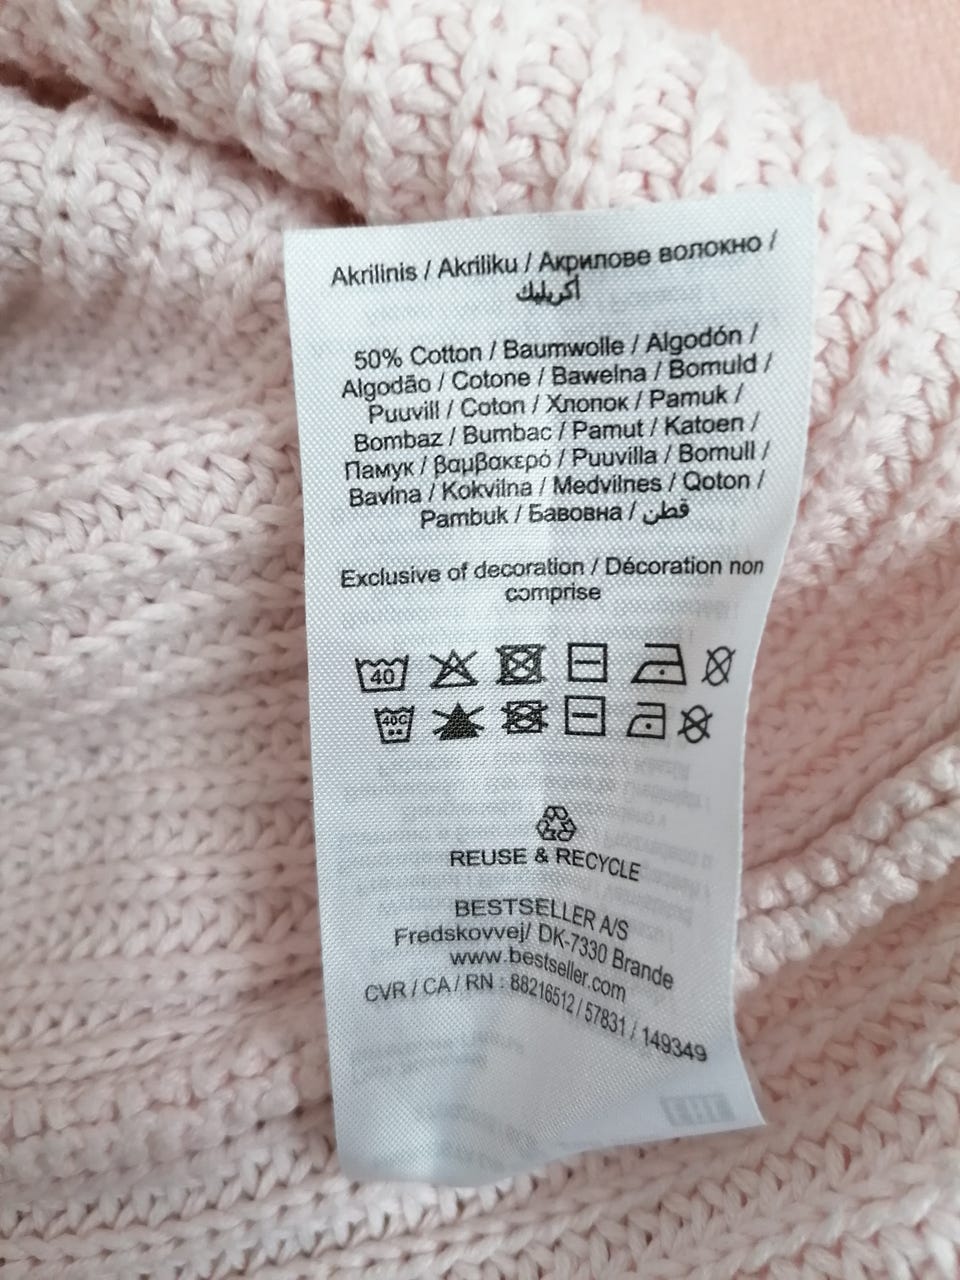 Akrilinis / Akriliku / Акрилове волокно /
أكريليك
50% Cotton / Baumwolle / Algodón /
Algodão / Cotone / Bawełna / Bomuld /
Puuvill / Coton / Хлопок / Pamuk /
Bombaz / Bumbac / Pamut / Katoen /
Памук / βαμβακερό / Puuvilla / Bomull /
Bavlna / Kokvilna / Medvilnes / Qoton /
Pambuk / Бавовна / قطن
Exclusive of decoration / Décoration non
comprise
40
40C
REUSE & RECYCLE
BESTSELLER A/S
Fredskovvej/ DK-7330 Brande
www.bestseller.com
CVR / CA / RN : 88216512 / 57831 / 149349